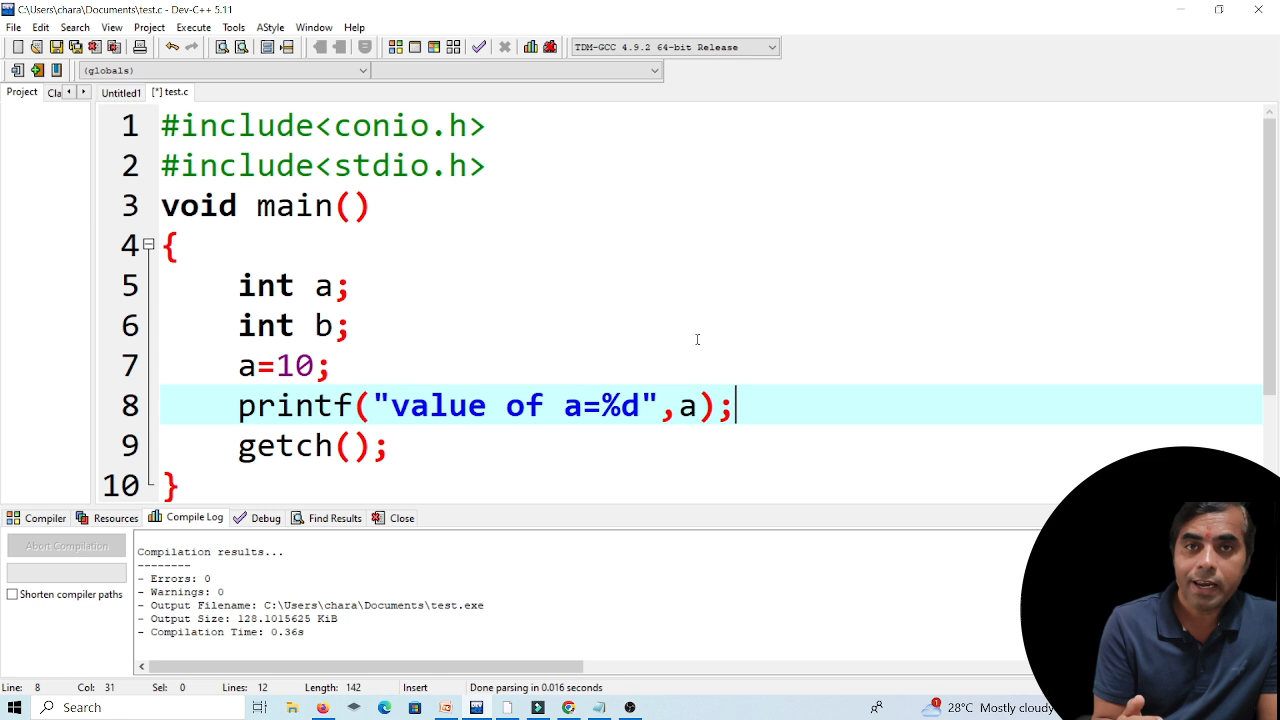 C:\Users\chara\Documents\test.c - Dev-C++ 5.11
File Edit Search View Project Execute Tools AStyle Window Help
TDM-GCC 4.9.2 64-bit Release
(globals)
Project Cla Untitled1 [*] test.c
1 #include<conio.h>
2 #include<stdio.h>
3 void main()
4 {
5 int a;
6 int b;
7 a=10;
8 printf("value of a=%d",a);
9 getch();
10 }
Compiler Resources Compile Log Debug Find Results Close
Abort Compilation
Shorten compiler paths
Compilation results...
--------
- Errors: 0
- Warnings: 0
- Output Filename: C:\Users\chara\Documents\test.exe
- Output Size: 128.1015625 KiB
- Compilation Time: 0.36s
Line: 8 Col: 31 Sel: 0 Lines: 12 Length: 142 Insert Done parsing in 0.016 seconds
Search 1 28°C Mostly cloudy